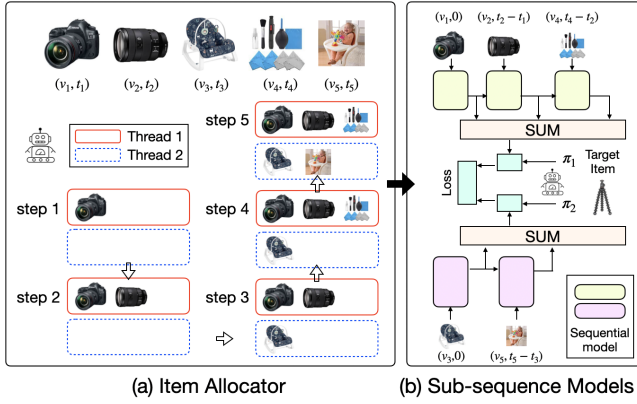 (v₁, t₁)
(v₂, t₂)
(v₃, t₃)
(v₄, t₄)
(v₅, t₅)
Thread 1
Thread 2
step 1
step 2
step 3
step 4
step 5
(a) Item Allocator
(v₁,0)
(v₂, t₂ − t₁)
(v₄, t₄ − t₂)
SUM
Loss
π₁
π₂
Target
Item
SUM
(v₃,0)
(v₅, t₅ − t₃)
Sequential
model
(b) Sub-sequence Models